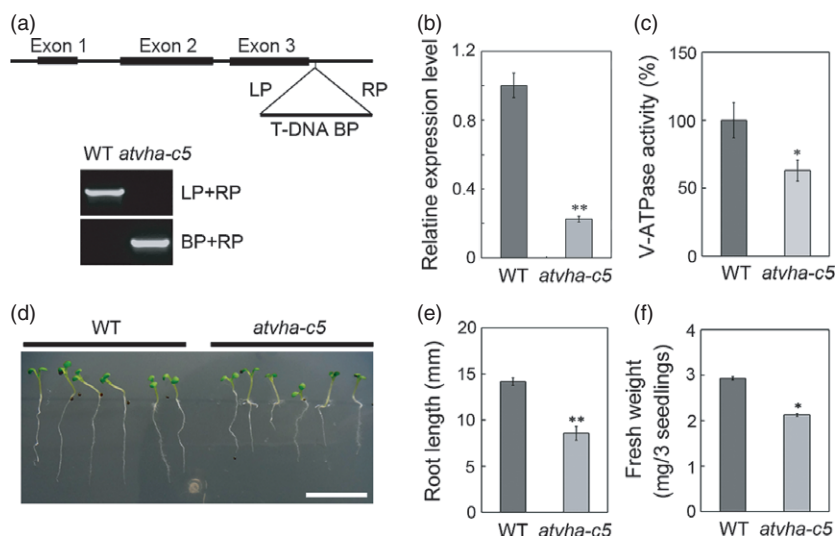 (a)
Exon 1 Exon 2 Exon 3
LP RP
T-DNA BP
WT atvha-c5
LP+RP
BP+RP
(b)
Relatine expression level
1.2
0.8
0.4
0
**
WT atvha-c5
(c)
V-ATPase activity (%)
150
100
50
0
*
WT atvha-c5
(d)
WT atvha-c5
(e)
Root length (mm)
20
15
10
5
0
**
WT atvha-c5
(f)
Fresh weight
(mg/3 seedlings)
4
3
2
1
0
*
WT atvha-c5